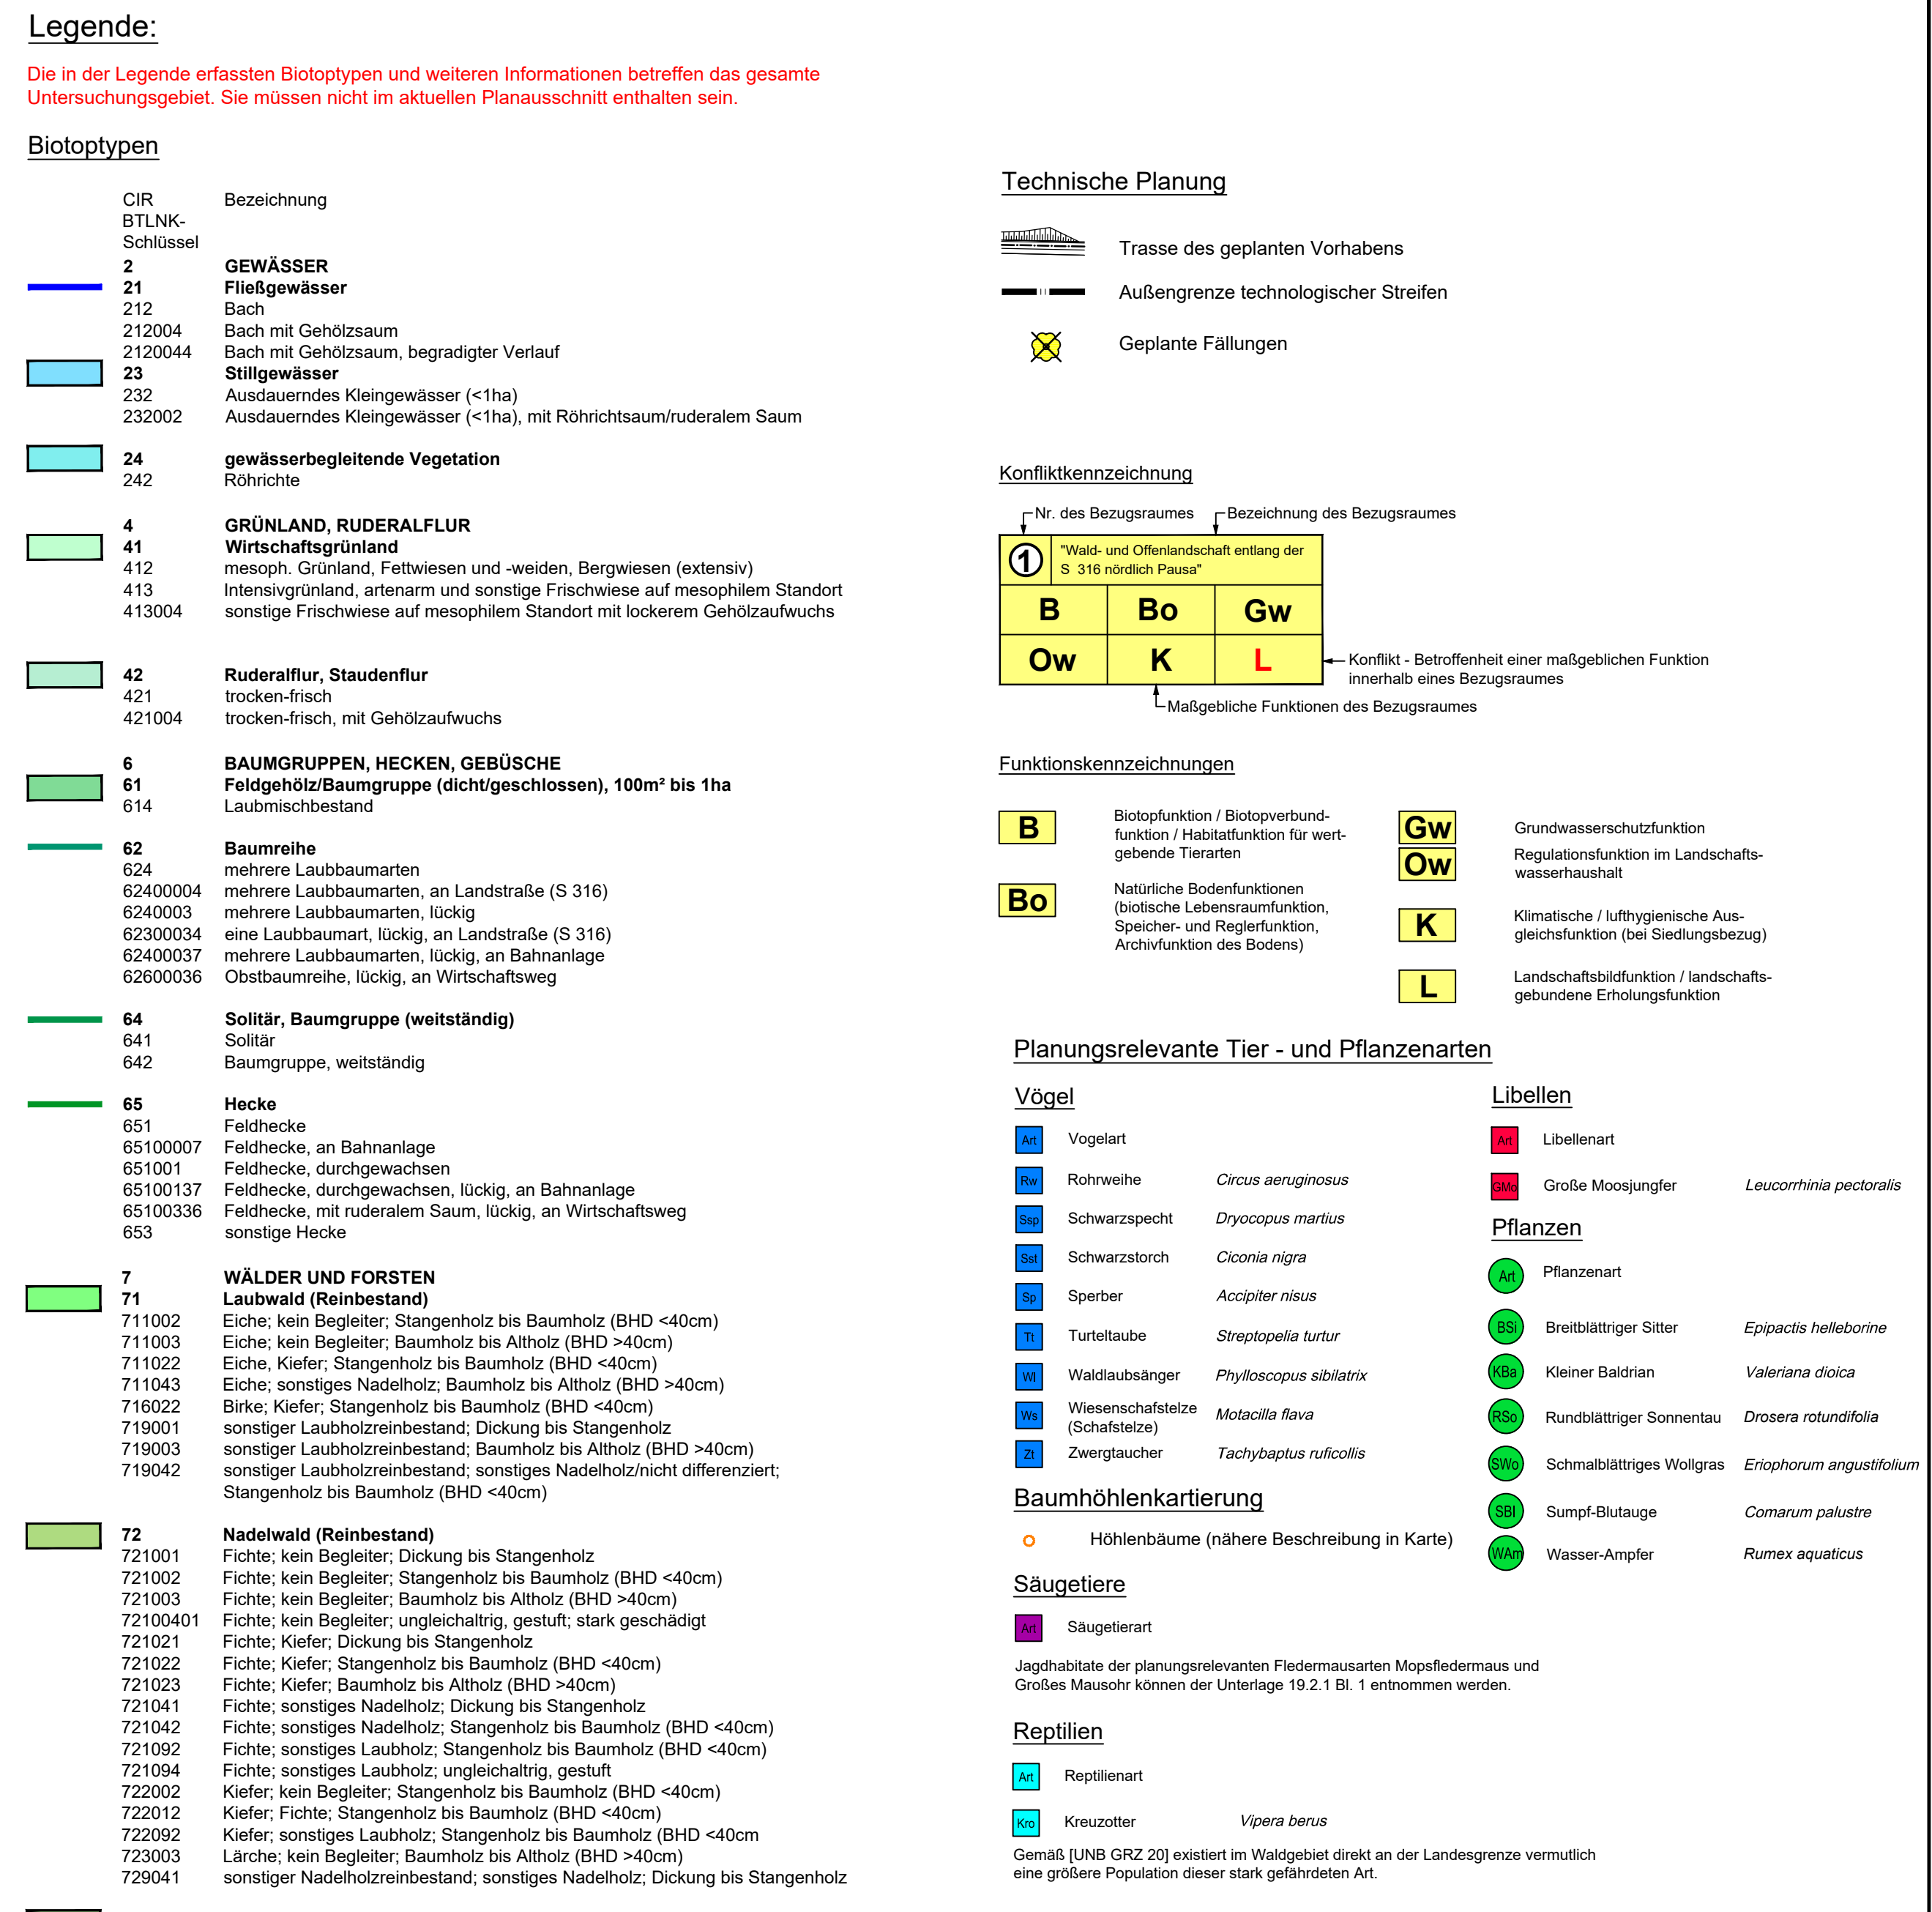 Legende:
Die in der Legende erfassten Biotoptypen und weiteren Informationen betreffen das gesamte
Untersuchungsgebiet. Sie müssen nicht im aktuellen Planausschnitt enthalten sein.
Biotoptypen
CIR Bezeichnung
BTLNK-
Schlüssel
2 GEWÄSSER
21 Fließgewässer
212 Bach
212004 Bach mit Gehölzsaum
2120044 Bach mit Gehölzsaum, begradigter Verlauf
23 Stillgewässer
232 Ausdauerndes Kleingewässer (<1ha)
232002 Ausdauerndes Kleingewässer (<1ha), mit Röhrichtsaum/ruderalem Saum
24 gewässerbegleitende Vegetation
242 Röhrichte
4 GRÜNLAND, RUDERALFLUR
41 Wirtschaftsgrünland
412 mesoph. Grünland, Fettwiesen und -weiden, Bergwiesen (extensiv)
413 Intensivgrünland, artenarm und sonstige Frischwiese auf mesophilem Standort
413004 sonstige Frischwiese auf mesophilem Standort mit lockerem Gehölzaufwuchs
42 Ruderalflur, Staudenflur
421 trocken-frisch
421004 trocken-frisch, mit Gehölzaufwuchs
6 BAUMGRUPPEN, HECKEN, GEBÜSCHE
61 Feldgehölz/Baumgruppe (dicht/geschlossen), 100m² bis 1ha
614 Laubmischbestand
62 Baumreihe
624 mehrere Laubbaumarten
62400004 mehrere Laubbaumarten, an Landstraße (S 316)
6240003 mehrere Laubbaumarten, lückig
62300034 eine Laubbaumart, lückig, an Landstraße (S 316)
62400037 mehrere Laubbaumarten, lückig, an Bahnanlage
62600036 Obstbaumreihe, lückig, an Wirtschaftsweg
64 Solitär, Baumgruppe (weitständig)
641 Solitär
642 Baumgruppe, weitständig
65 Hecke
651 Feldhecke
65100007 Feldhecke, an Bahnanlage
651001 Feldhecke, durchgewachsen
65100137 Feldhecke, durchgewachsen, lückig, an Bahnanlage
65100336 Feldhecke, mit ruderalem Saum, lückig, an Wirtschaftsweg
653 sonstige Hecke
7 WÄLDER UND FORSTEN
71 Laubwald (Reinbestand)
711002 Eiche; kein Begleiter; Stangenholz bis Baumholz (BHD <40cm)
711003 Eiche; kein Begleiter; Baumholz bis Altholz (BHD >40cm)
711022 Eiche, Kiefer; Stangenholz bis Baumholz (BHD <40cm)
711043 Eiche; sonstiges Nadelholz; Baumholz bis Altholz (BHD >40cm)
716022 Birke; Kiefer; Stangenholz bis Baumholz (BHD <40cm)
719001 sonstiger Laubholzreinbestand; Dickung bis Stangenholz
719003 sonstiger Laubholzreinbestand; Baumholz bis Altholz (BHD >40cm)
719042 sonstiger Laubholzreinbestand; sonstiges Nadelholz/nicht differenziert;
Stangenholz bis Baumholz (BHD <40cm)
72 Nadelwald (Reinbestand)
721001 Fichte; kein Begleiter; Dickung bis Stangenholz
721002 Fichte; kein Begleiter; Stangenholz bis Baumholz (BHD <40cm)
721003 Fichte; kein Begleiter; Baumholz bis Altholz (BHD >40cm)
72100401 Fichte; kein Begleiter; ungleichaltrig, gestuft; stark geschädigt
721021 Fichte; Kiefer; Dickung bis Stangenholz
721022 Fichte; Kiefer; Stangenholz bis Baumholz (BHD <40cm)
721023 Fichte; Kiefer; Baumholz bis Altholz (BHD >40cm)
721041 Fichte; sonstiges Nadelholz; Dickung bis Stangenholz
721042 Fichte; sonstiges Nadelholz; Stangenholz bis Baumholz (BHD <40cm)
721092 Fichte; sonstiges Laubholz; Stangenholz bis Baumholz (BHD <40cm)
721094 Fichte; sonstiges Laubholz; ungleichaltrig, gestuft
722002 Kiefer; kein Begleiter; Stangenholz bis Baumholz (BHD <40cm)
722012 Kiefer; Fichte; Stangenholz bis Baumholz (BHD <40cm)
722092 Kiefer; sonstiges Laubholz; Stangenholz bis Baumholz (BHD <40cm
723003 Lärche; kein Begleiter; Baumholz bis Altholz (BHD >40cm)
729041 sonstiger Nadelholzreinbestand; sonstiges Nadelholz; Dickung bis Stangenholz
Technische Planung
Trasse des geplanten Vorhabens
Außengrenze technologischer Streifen
Geplante Fällungen
Konfliktkennzeichnung
Nr. des Bezugsraumes Bezeichnung des Bezugsraumes
1 "Wald- und Offenlandschaft entlang der
S 316 nördlich Pausa"
B Bo Gw
Ow K L
Konflikt - Betroffenheit einer maßgeblichen Funktion
innerhalb eines Bezugsraumes
Maßgebliche Funktionen des Bezugsraumes
Funktionskennzeichnungen
B Biotopfunktion / Biotopverbund-
funktion / Habitatfunktion für wert-
gebende Tierarten
Bo Natürliche Bodenfunktionen
(biotische Lebensraumfunktion,
Speicher- und Reglerfunktion,
Archivfunktion des Bodens)
Gw Grundwasserschutzfunktion
Ow Regulationsfunktion im Landschafts-
wasserhaushalt
K Klimatische / lufthygienische Aus-
gleichsfunktion (bei Siedlungsbezug)
L Landschaftsbildfunktion / landschafts-
gebundene Erholungsfunktion
Planungsrelevante Tier - und Pflanzenarten
Vögel
Art Vogelart
Rw Rohrweihe Circus aeruginosus
Ssp Schwarzspecht Dryocopus martius
Sst Schwarzstorch Ciconia nigra
Sp Sperber Accipiter nisus
Tt Turteltaube Streptopelia turtur
Wl Waldlaubsänger Phylloscopus sibilatrix
Ws Wiesenschafstelze Motacilla flava
(Schafstelze)
Zt Zwergtaucher Tachybaptus ruficollis
Baumhöhlenkartierung
Höhlenbäume (nähere Beschreibung in Karte)
Säugetiere
Art Säugetierart
Jagdhabitate der planungsrelevanten Fledermausarten Mopsfledermaus und
Großes Mausohr können der Unterlage 19.2.1 Bl. 1 entnommen werden.
Reptilien
Art Reptilienart
Kro Kreuzotter Vipera berus
Gemäß [UNB GRZ 20] existiert im Waldgebiet direkt an der Landesgrenze vermutlich
eine größere Population dieser stark gefährdeten Art.
Libellen
Art Libellenart
GMo Große Moosjungfer Leucorrhinia pectoralis
Pflanzen
Art Pflanzenart
BSi Breitblättriger Sitter Epipactis helleborine
KBa Kleiner Baldrian Valeriana dioica
RSo Rundblättriger Sonnentau Drosera rotundifolia
SWo Schmalblättriges Wollgras Eriophorum angustifolium
SBl Sumpf-Blutauge Comarum palustre
WAm Wasser-Ampfer Rumex aquaticus